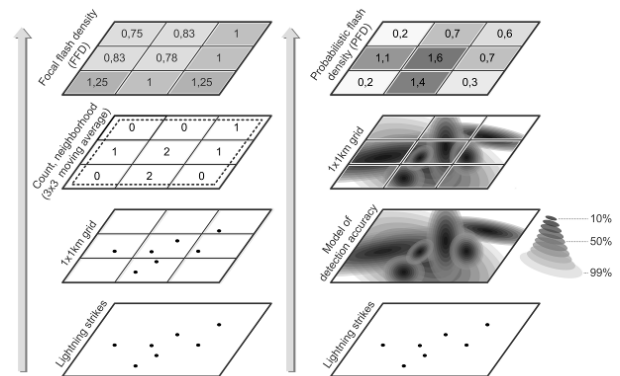 Focal flash density
(FFD)
0,75 0,83 1
0,83 0,78 1
1,25 1 1,25
Count, neighborhood
(3x3 moving average)
0 0 1
1 2 1
0 2 0
1x1km grid
Lightning strikes
Probabilistic flash
density (PFD)
0,2 0,7 0,6
1,1 1,6 0,7
0,2 1,4 0,3
1x1km grid
Model of
detection accuracy
10%
50%
99%
Lightning strikes